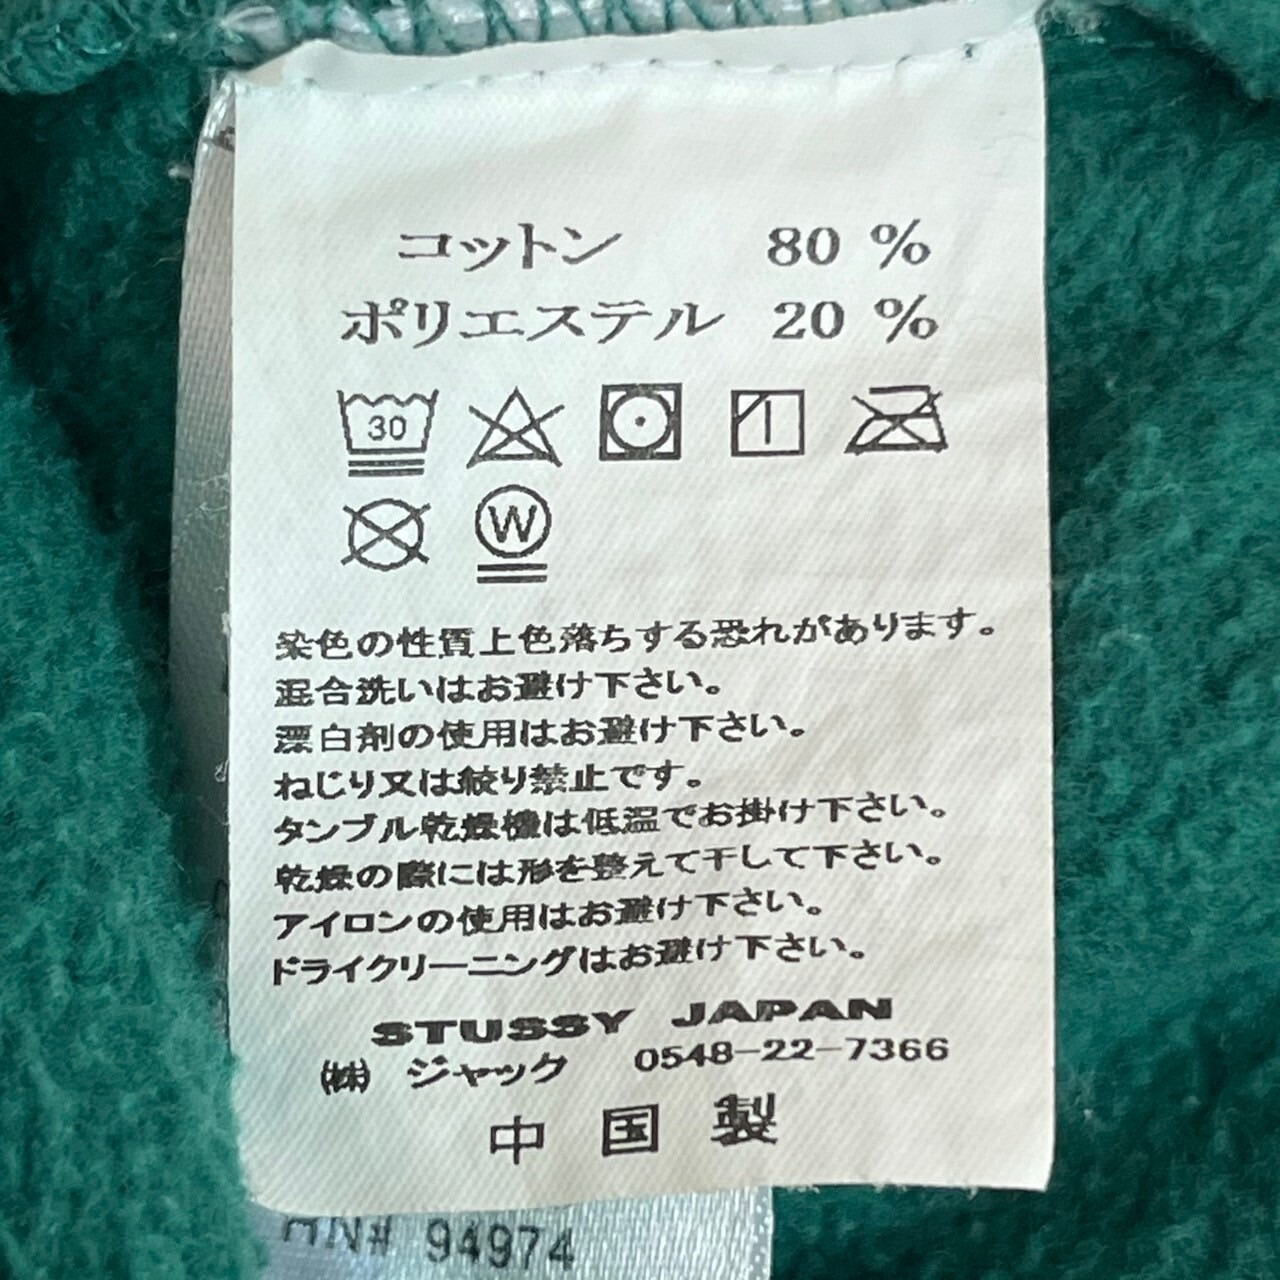 コットン 80 %
ポリエステル 20 %
30
W
染色の性質上色落ちする恐れがあります。
混合洗いはお避け下さい。
漂白剤の使用はお避け下さい。
ねじり又は絞り禁止です。
タンブル乾燥機は低温でお掛け下さい。
乾燥の際には形を整えて干して下さい。
アイロンの使用はお避け下さい。
ドライクリーニングはお避け下さい。
STUSSY JAPAN
㈱ ジャック 0548-22-7366
中国製
RN# 94974